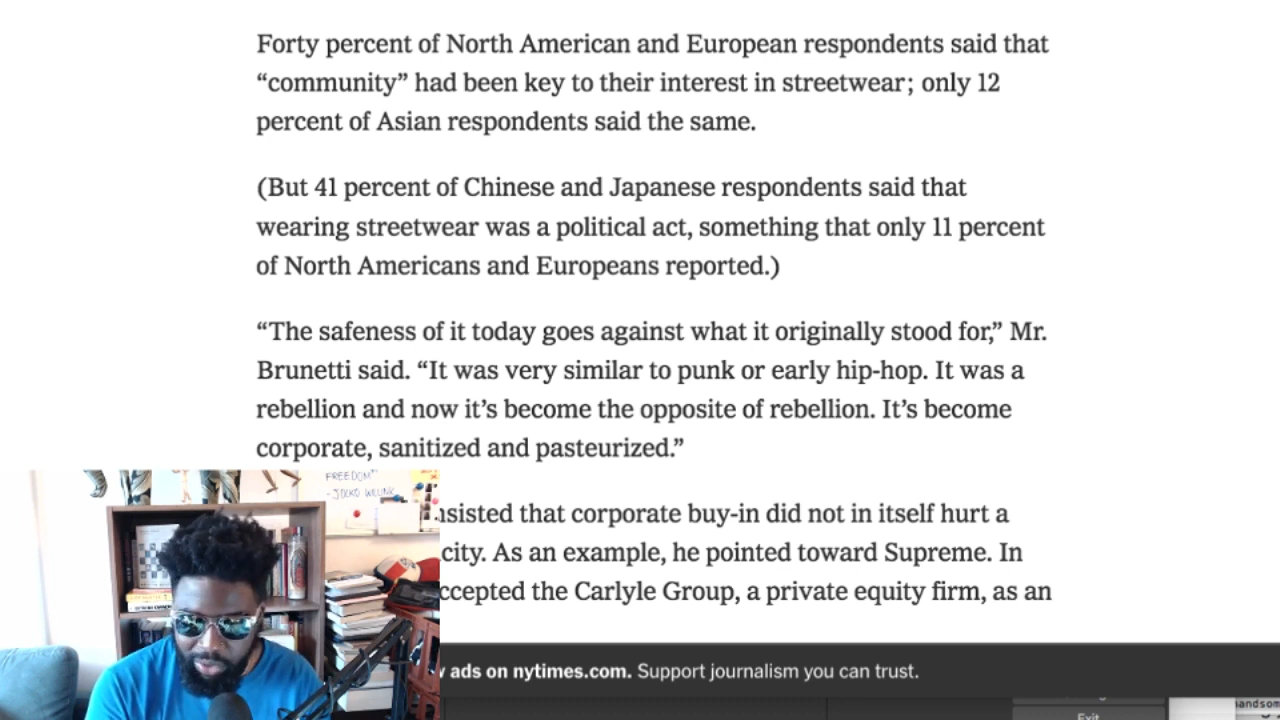 Forty percent of North American and European respondents said that
“community” had been key to their interest in streetwear; only 12
percent of Asian respondents said the same.
(But 41 percent of Chinese and Japanese respondents said that
wearing streetwear was a political act, something that only 11 percent
of North Americans and Europeans reported.)
“The safeness of it today goes against what it originally stood for,” Mr.
Brunetti said. “It was very similar to punk or early hip-hop. It was a
rebellion and now it’s become the opposite of rebellion. It’s become
corporate, sanitized and pasteurized.”
FREEDOM"
-JOCKO WILLINK
nsisted that corporate buy-in did not in itself hurt a
city. As an example, he pointed toward Supreme. In
ccepted the Carlyle Group, a private equity firm, as an
ads on nytimes.com. Support journalism you can trust.
Exit